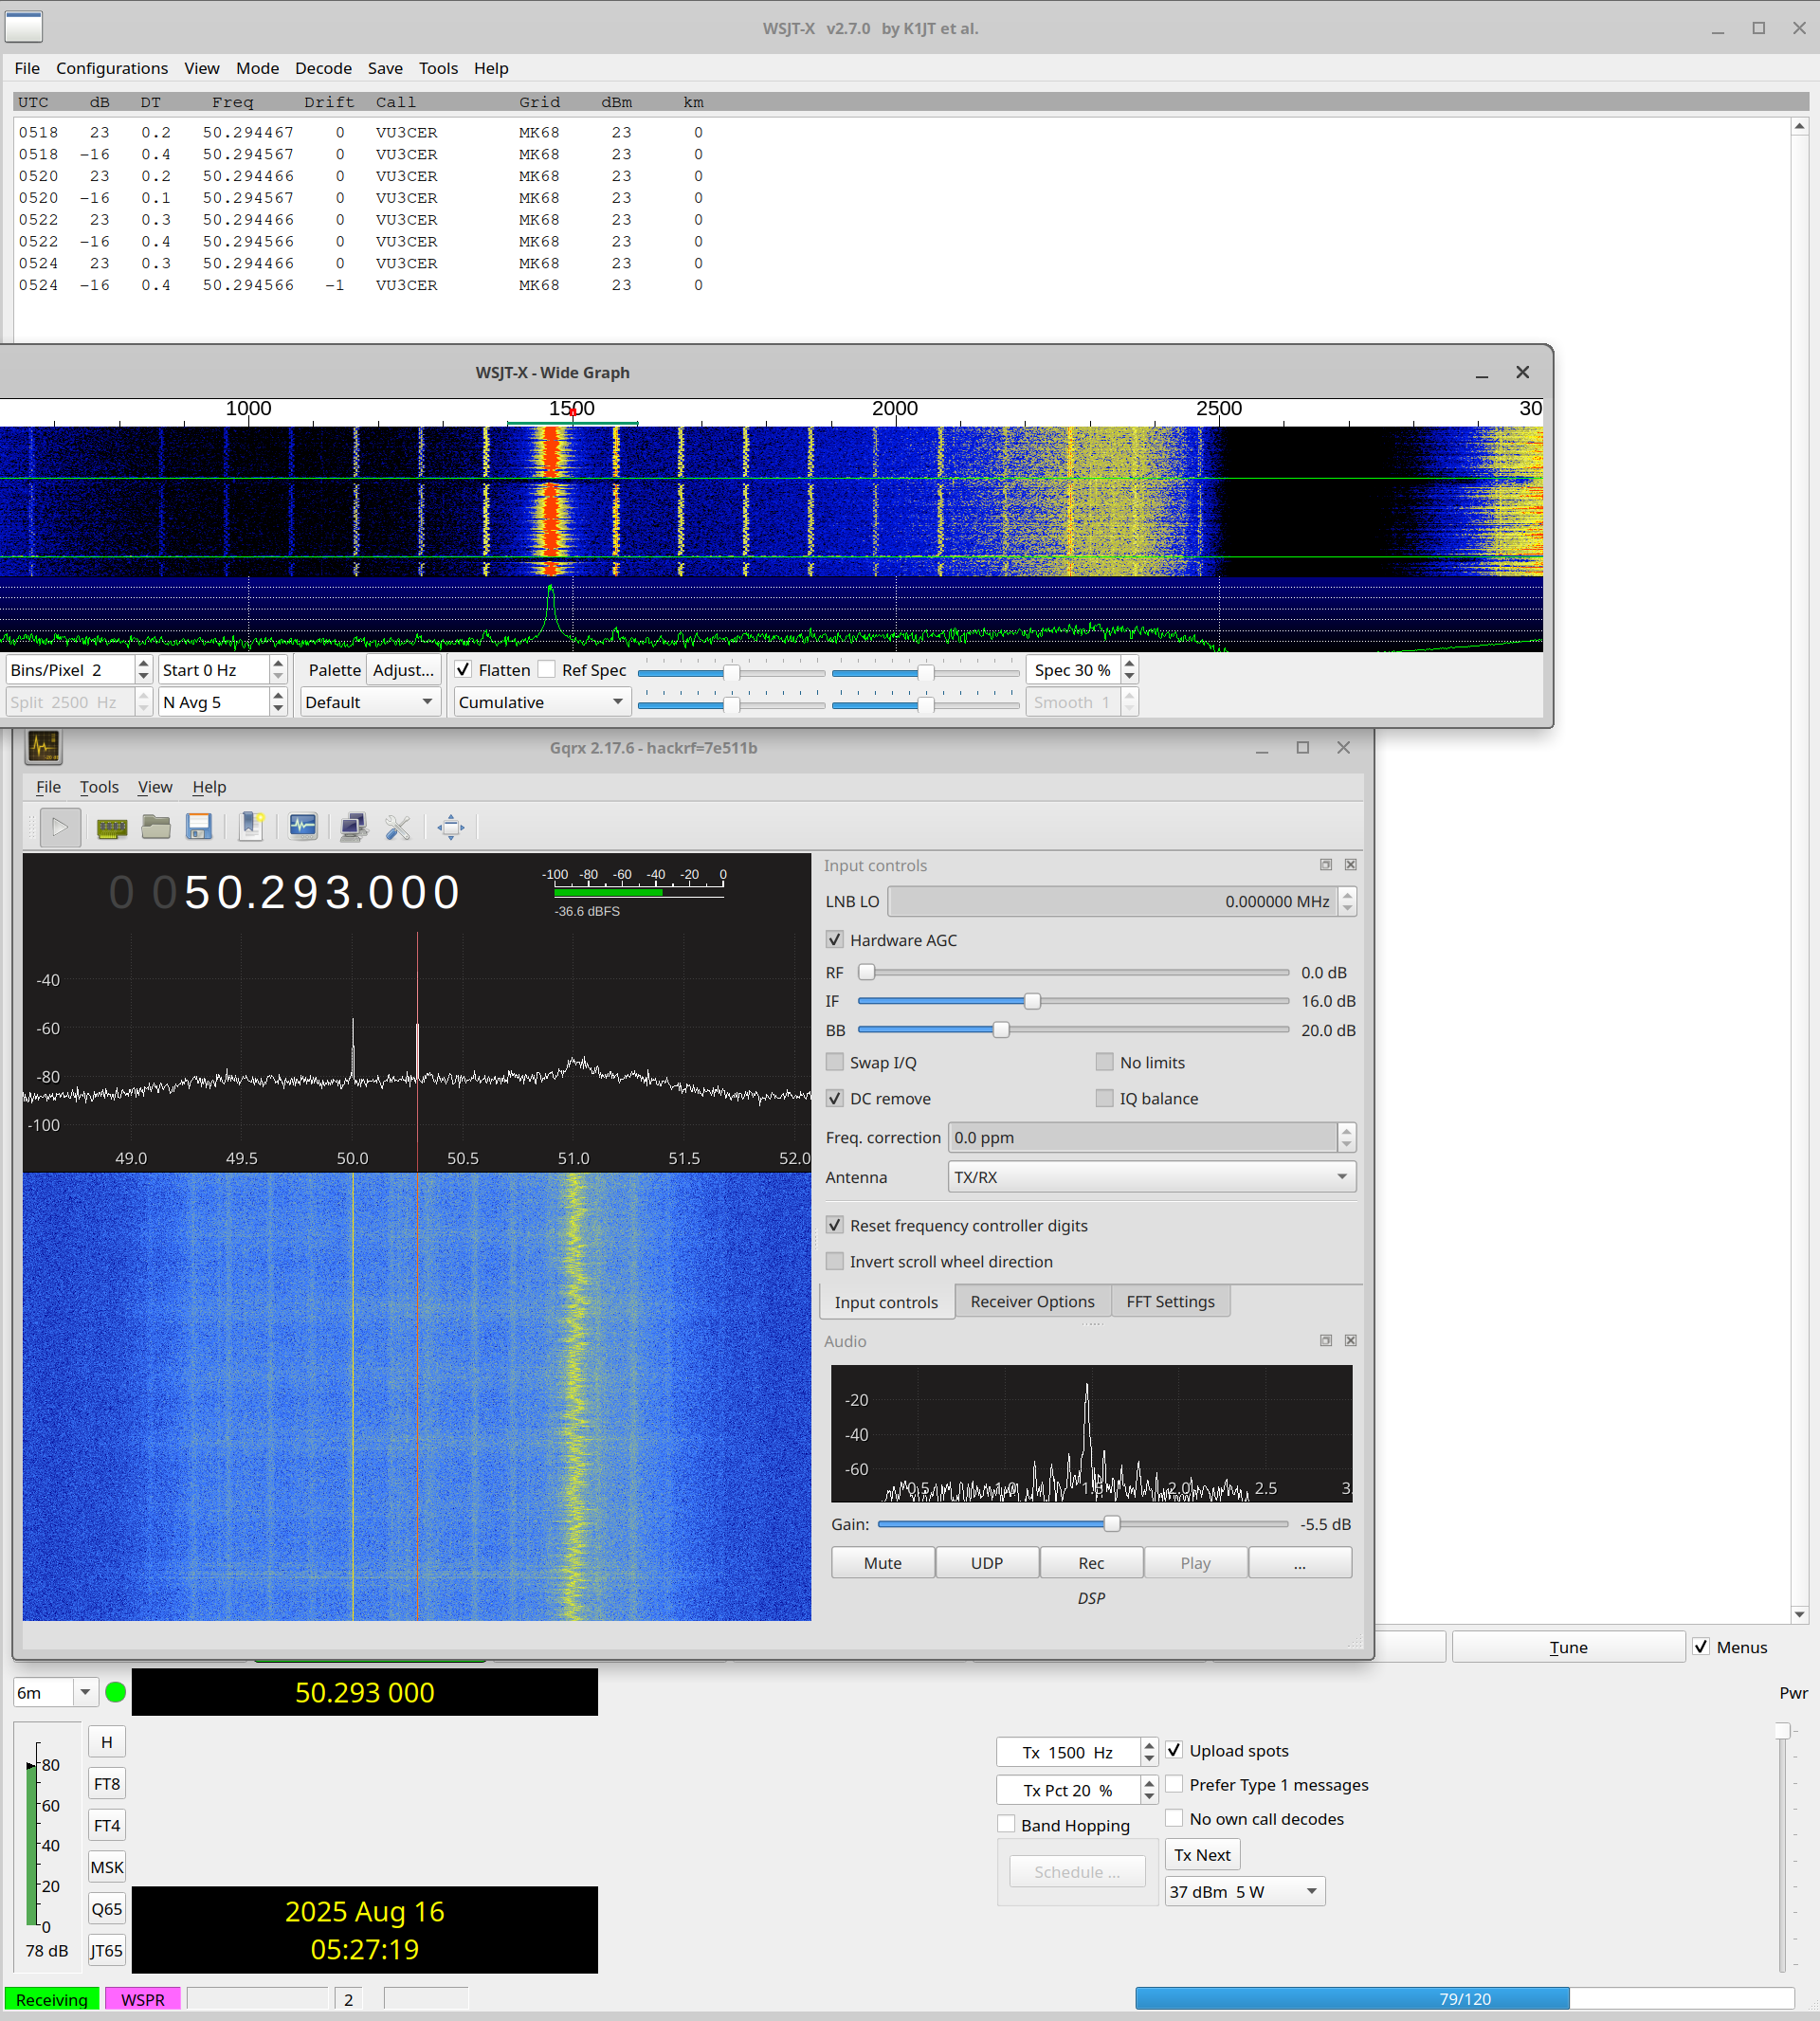 WSJT-X v2.7.0 by K1JT et al.
File Configurations View Mode Decode Save Tools Help
UTC dB DT Freq Drift Call Grid dBm km
0518 23 0.2 50.294467 0 VU3CER MK68 23 0
0518 -16 0.4 50.294567 0 VU3CER MK68 23 0
0520 23 0.2 50.294466 0 VU3CER MK68 23 0
0520 -16 0.1 50.294567 0 VU3CER MK68 23 0
0522 23 0.3 50.294466 0 VU3CER MK68 23 0
0522 -16 0.4 50.294566 0 VU3CER MK68 23 0
0524 23 0.3 50.294466 0 VU3CER MK68 23 0
0524 -16 0.4 50.294566 -1 VU3CER MK68 23 0
WSJT-X - Wide Graph
1000 1500 2000 2500 30
Bins/Pixel 2 Start 0 Hz Palette Adjust... Flatten Ref Spec Spec 30 %
Split 2500 Hz N Avg 5 Default Cumulative Smooth 1
Gqrx 2.17.6 - hackrf=7e511b
File Tools View Help
0 050.293.000
-100 -80 -60 -40 -20 0
-36.6 dBFS
-40
-60
-80
-100
49.0 49.5 50.0 50.5 51.0 51.5 52.0
Input controls
LNB LO 0.000000 MHz
Hardware AGC
RF 0.0 dB
IF 16.0 dB
BB 20.0 dB
Swap I/Q No limits
DC remove IQ balance
Freq. correction 0.0 ppm
Antenna TX/RX
Reset frequency controller digits
Invert scroll wheel direction
Input controls Receiver Options FFT Settings
Audio
-20
-40
-60
0.5 1.0 1.5 2.0 2.5 3.
Gain: -5.5 dB
Mute UDP Rec Play ...
DSP
Tune Menus
6m 50.293 000 Pwr
80
60
40
20
0
78 dB
H
FT8
FT4
MSK
Q65
JT65
2025 Aug 16
05:27:19
Tx 1500 Hz Upload spots
Tx Pct 20 % Prefer Type 1 messages
Band Hopping No own call decodes
Schedule ... Tx Next
37 dBm 5 W
Receiving WSPR 2 79/120